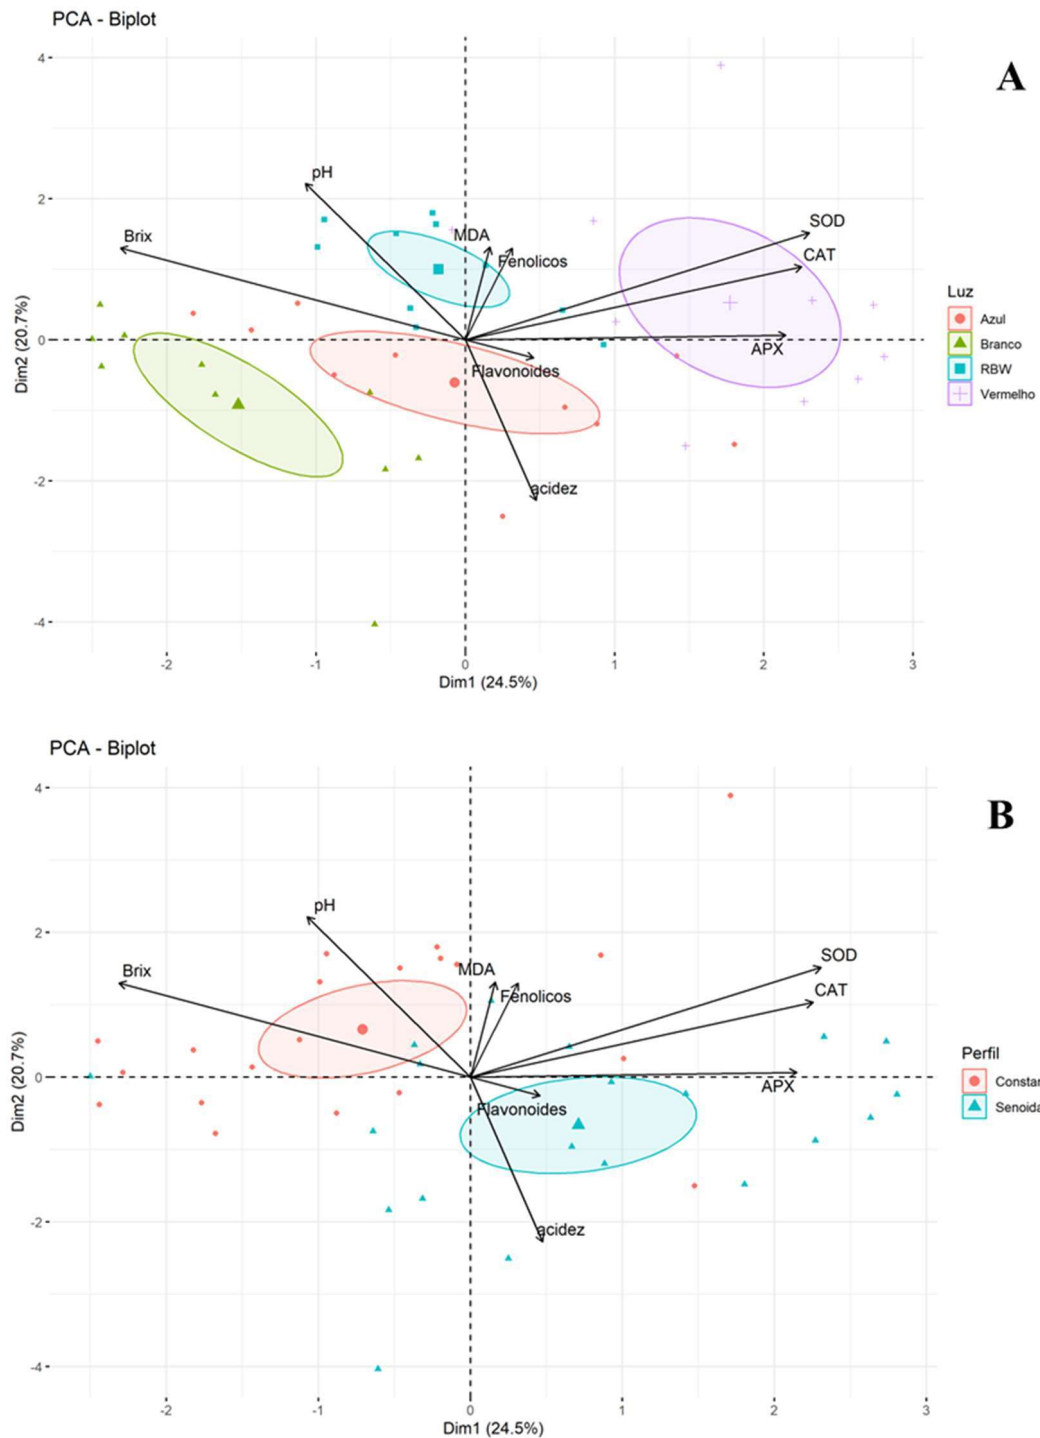 PCA - Biplot
A
4
2
0
-2
-4
Dim2 (20.7%)
pH
Brix
MDA
Fenolicos
SOD
CAT
APX
Flavonoides
acidez
Luz
Azul
Branco
RBW
Vermelho
-2 -1 0 1 2 3
Dim1 (24.5%)
PCA - Biplot
B
4
2
0
-2
-4
Dim2 (20.7%)
pH
Brix
MDA
Fenolicos
SOD
CAT
APX
Flavonoides
acidez
Perfil
Constan
Senoida
-2 -1 0 1 2 3
Dim1 (24.5%)